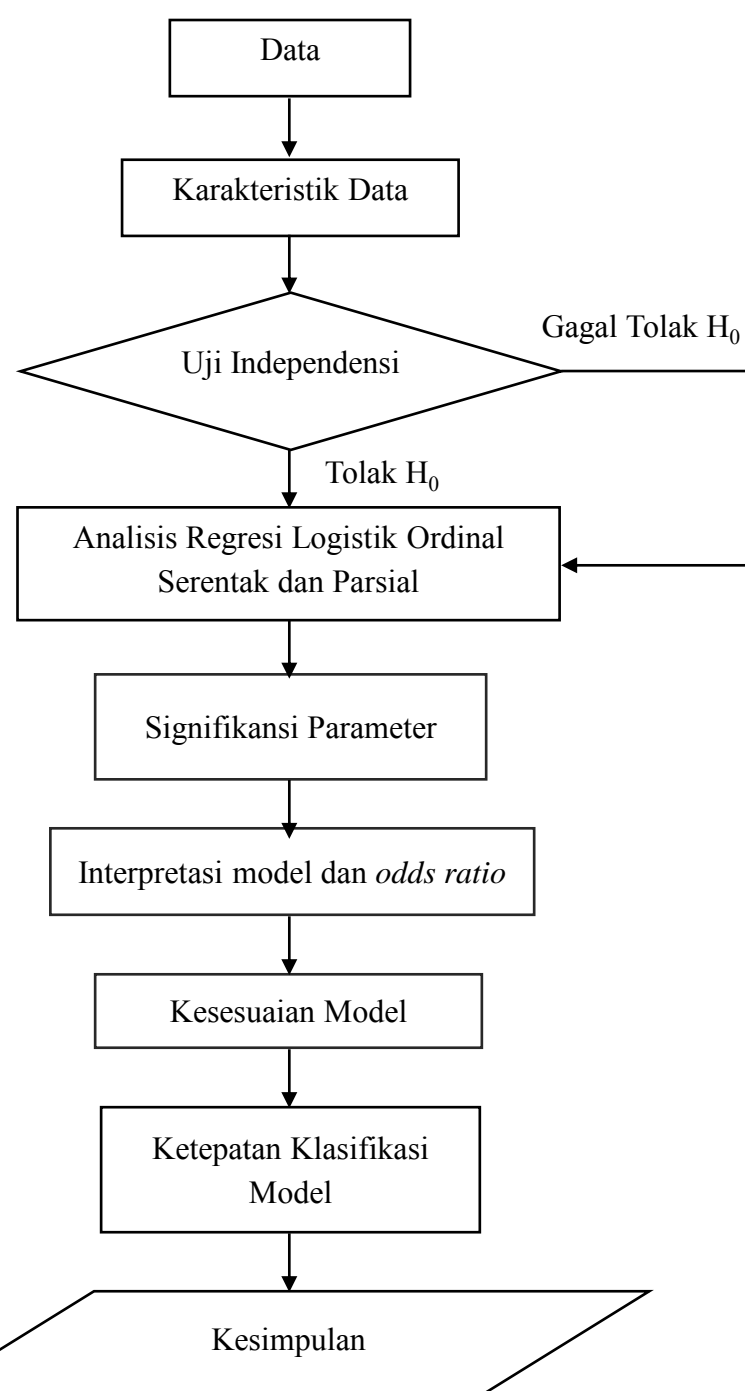 Data
Karakteristik Data
Gagal Tolak H₀
Uji Independensi
Tolak H₀
Analisis Regresi Logistik Ordinal
Serentak dan Parsial
Signifikansi Parameter
Interpretasi model dan odds ratio
Kesesuaian Model
Ketepatan Klasifikasi
Model
Kesimpulan